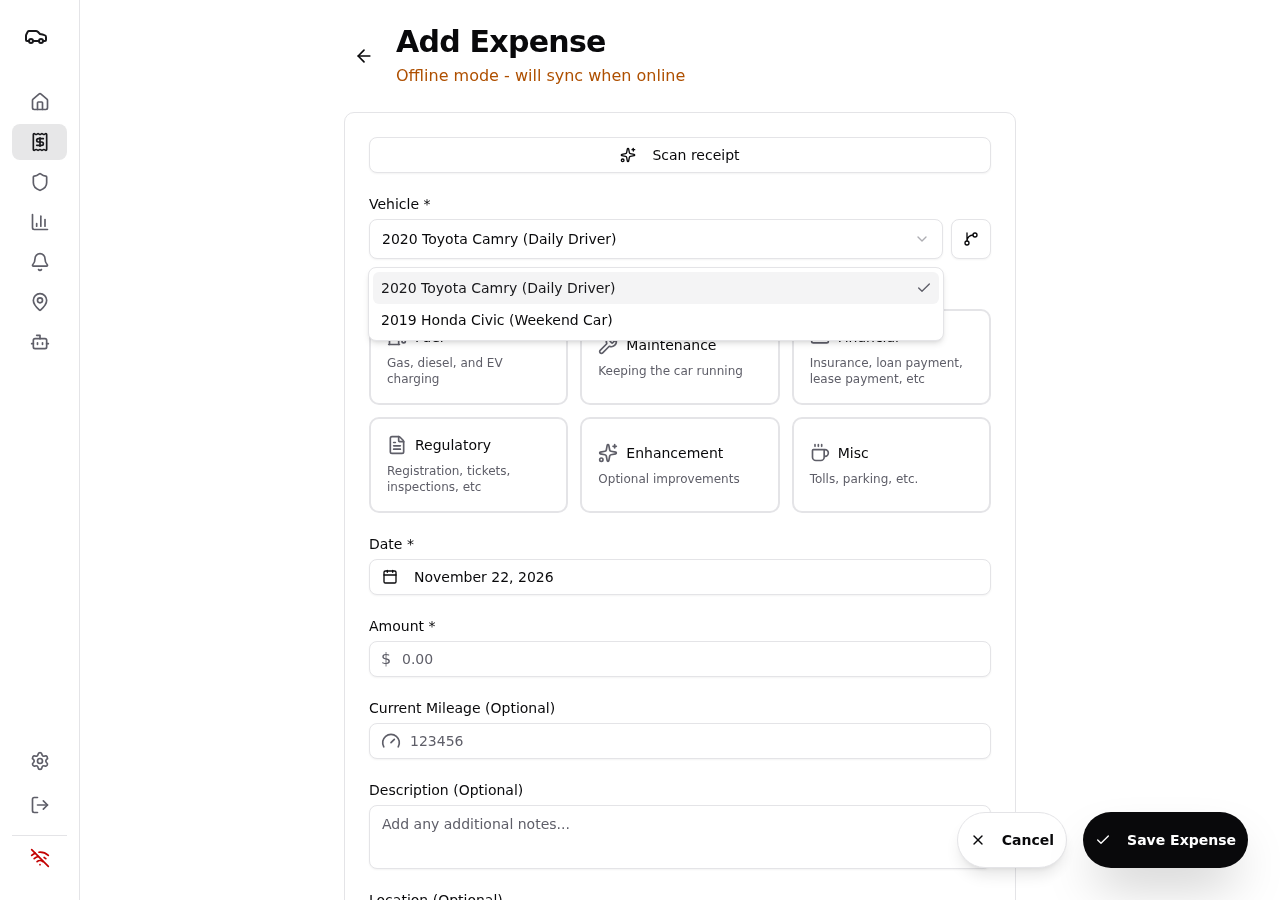 Add Expense
Offline mode - will sync when online
Scan receipt
Vehicle *
2020 Toyota Camry (Daily Driver)
2020 Toyota Camry (Daily Driver)
2019 Honda Civic (Weekend Car)
Gas, diesel, and EV
charging
Maintenance
Keeping the car running
Insurance, loan payment,
lease payment, etc
Regulatory
Registration, tickets,
inspections, etc
Enhancement
Optional improvements
Misc
Tolls, parking, etc.
Date *
November 22, 2026
Amount *
$ 0.00
Current Mileage (Optional)
123456
Description (Optional)
Add any additional notes...
Cancel
Save Expense
Location (Optional)